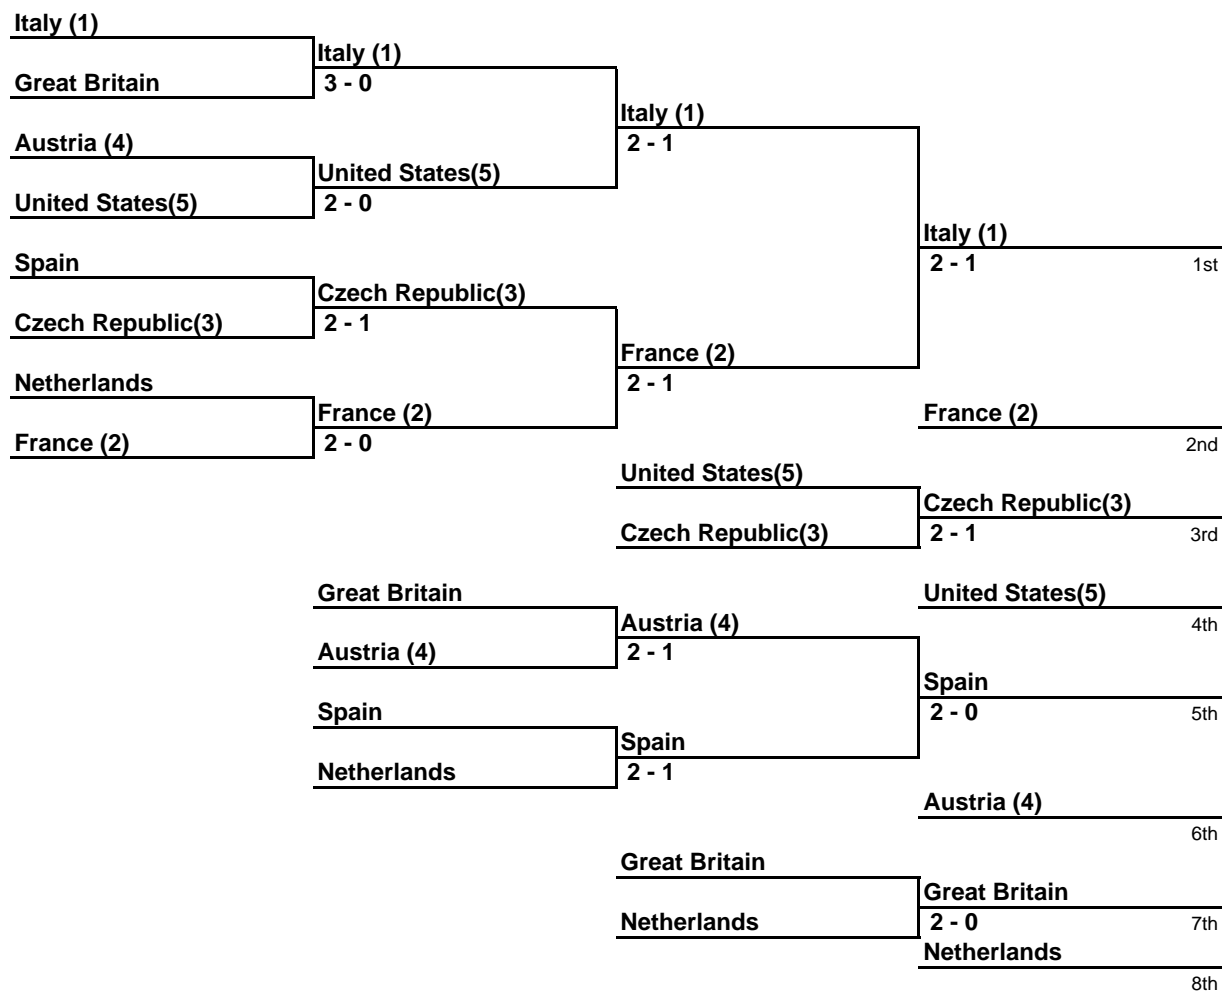 Italy (1)
Italy (1)
Great Britain
3 - 0
Italy (1)
Austria (4)
2 - 1
United States(5)
United States(5)
2 - 0
Italy (1)
Spain
2 - 1
1st
Czech Republic(3)
Czech Republic(3)
2 - 1
France (2)
Netherlands
2 - 1
France (2)
France (2)
France (2)
2 - 0
2nd
United States(5)
Czech Republic(3)
Czech Republic(3)
2 - 1
3rd
Great Britain
United States(5)
Austria (4)
4th
Austria (4)
2 - 1
Spain
Spain
2 - 0
5th
Spain
Netherlands
2 - 1
Austria (4)
6th
Great Britain
Great Britain
Netherlands
2 - 0
7th
Netherlands
8th